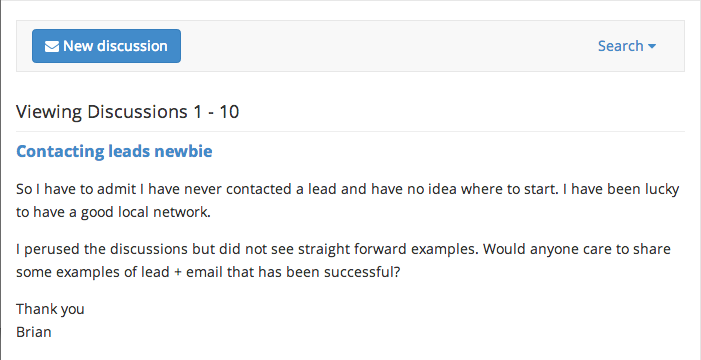 New discussion
Search
Viewing Discussions 1 - 10
Contacting leads newbie
So I have to admit I have never contacted a lead and have no idea where to start. I have been lucky
to have a good local network.
I perused the discussions but did not see straight forward examples. Would anyone care to share
some examples of lead + email that has been successful?
Thank you
Brian